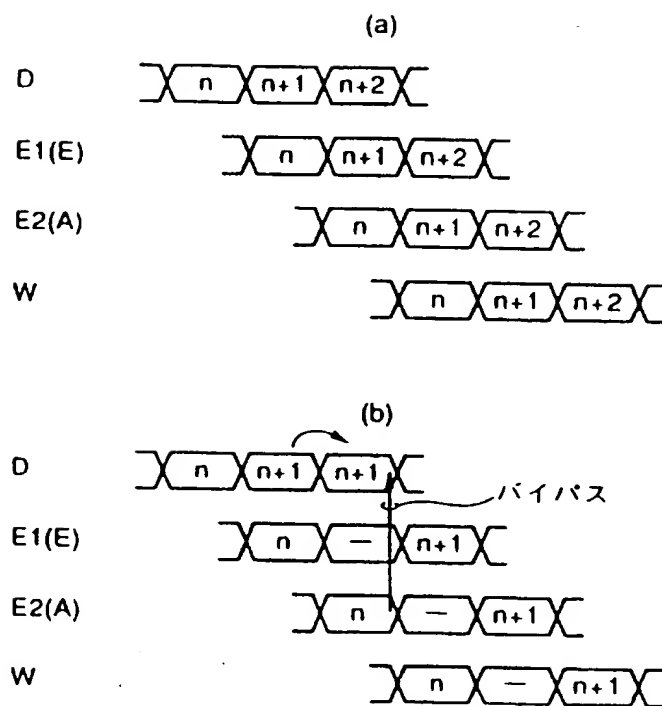 (a)
D n n+1 n+2
E1(E) n n+1 n+2
E2(A) n n+1 n+2
W n n+1 n+2
(b)
D n n+1 n+1
バイパス
E1(E) n — n+1
E2(A) n — n+1
W n — n+1